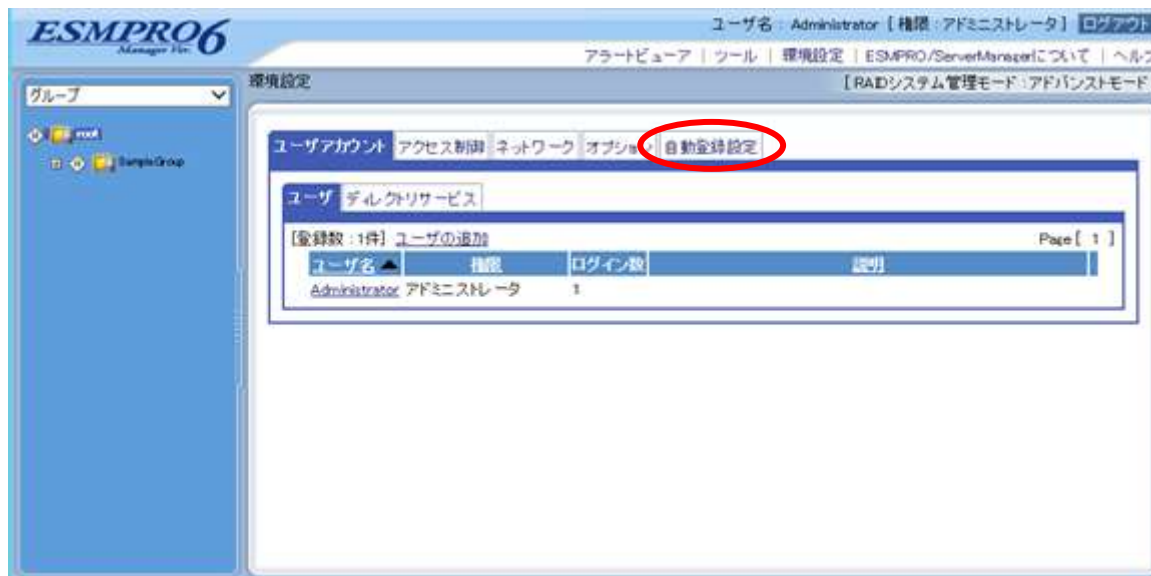 ESMPRO6
Manager Ver.
ユーザ名 : Administrator [ 権限 : アドミニストレータ ] ログアウト
アラートビューア | ツール | 環境設定 | ESMPRO/ServerManagerについて | ヘルプ
グループ
環境設定
[ RAIDシステム管理モード : アドバンストモード
root
SampleGroup
ユーザアカウント アクセス制御 ネットワーク オプション 自動登録設定
ユーザ ディレクトリサービス
[登録数 : 1件] ユーザの追加 Page [ 1 ]
ユーザ名 ▲ 権限 ログイン数 説明
Administrator アドミニストレータ 1